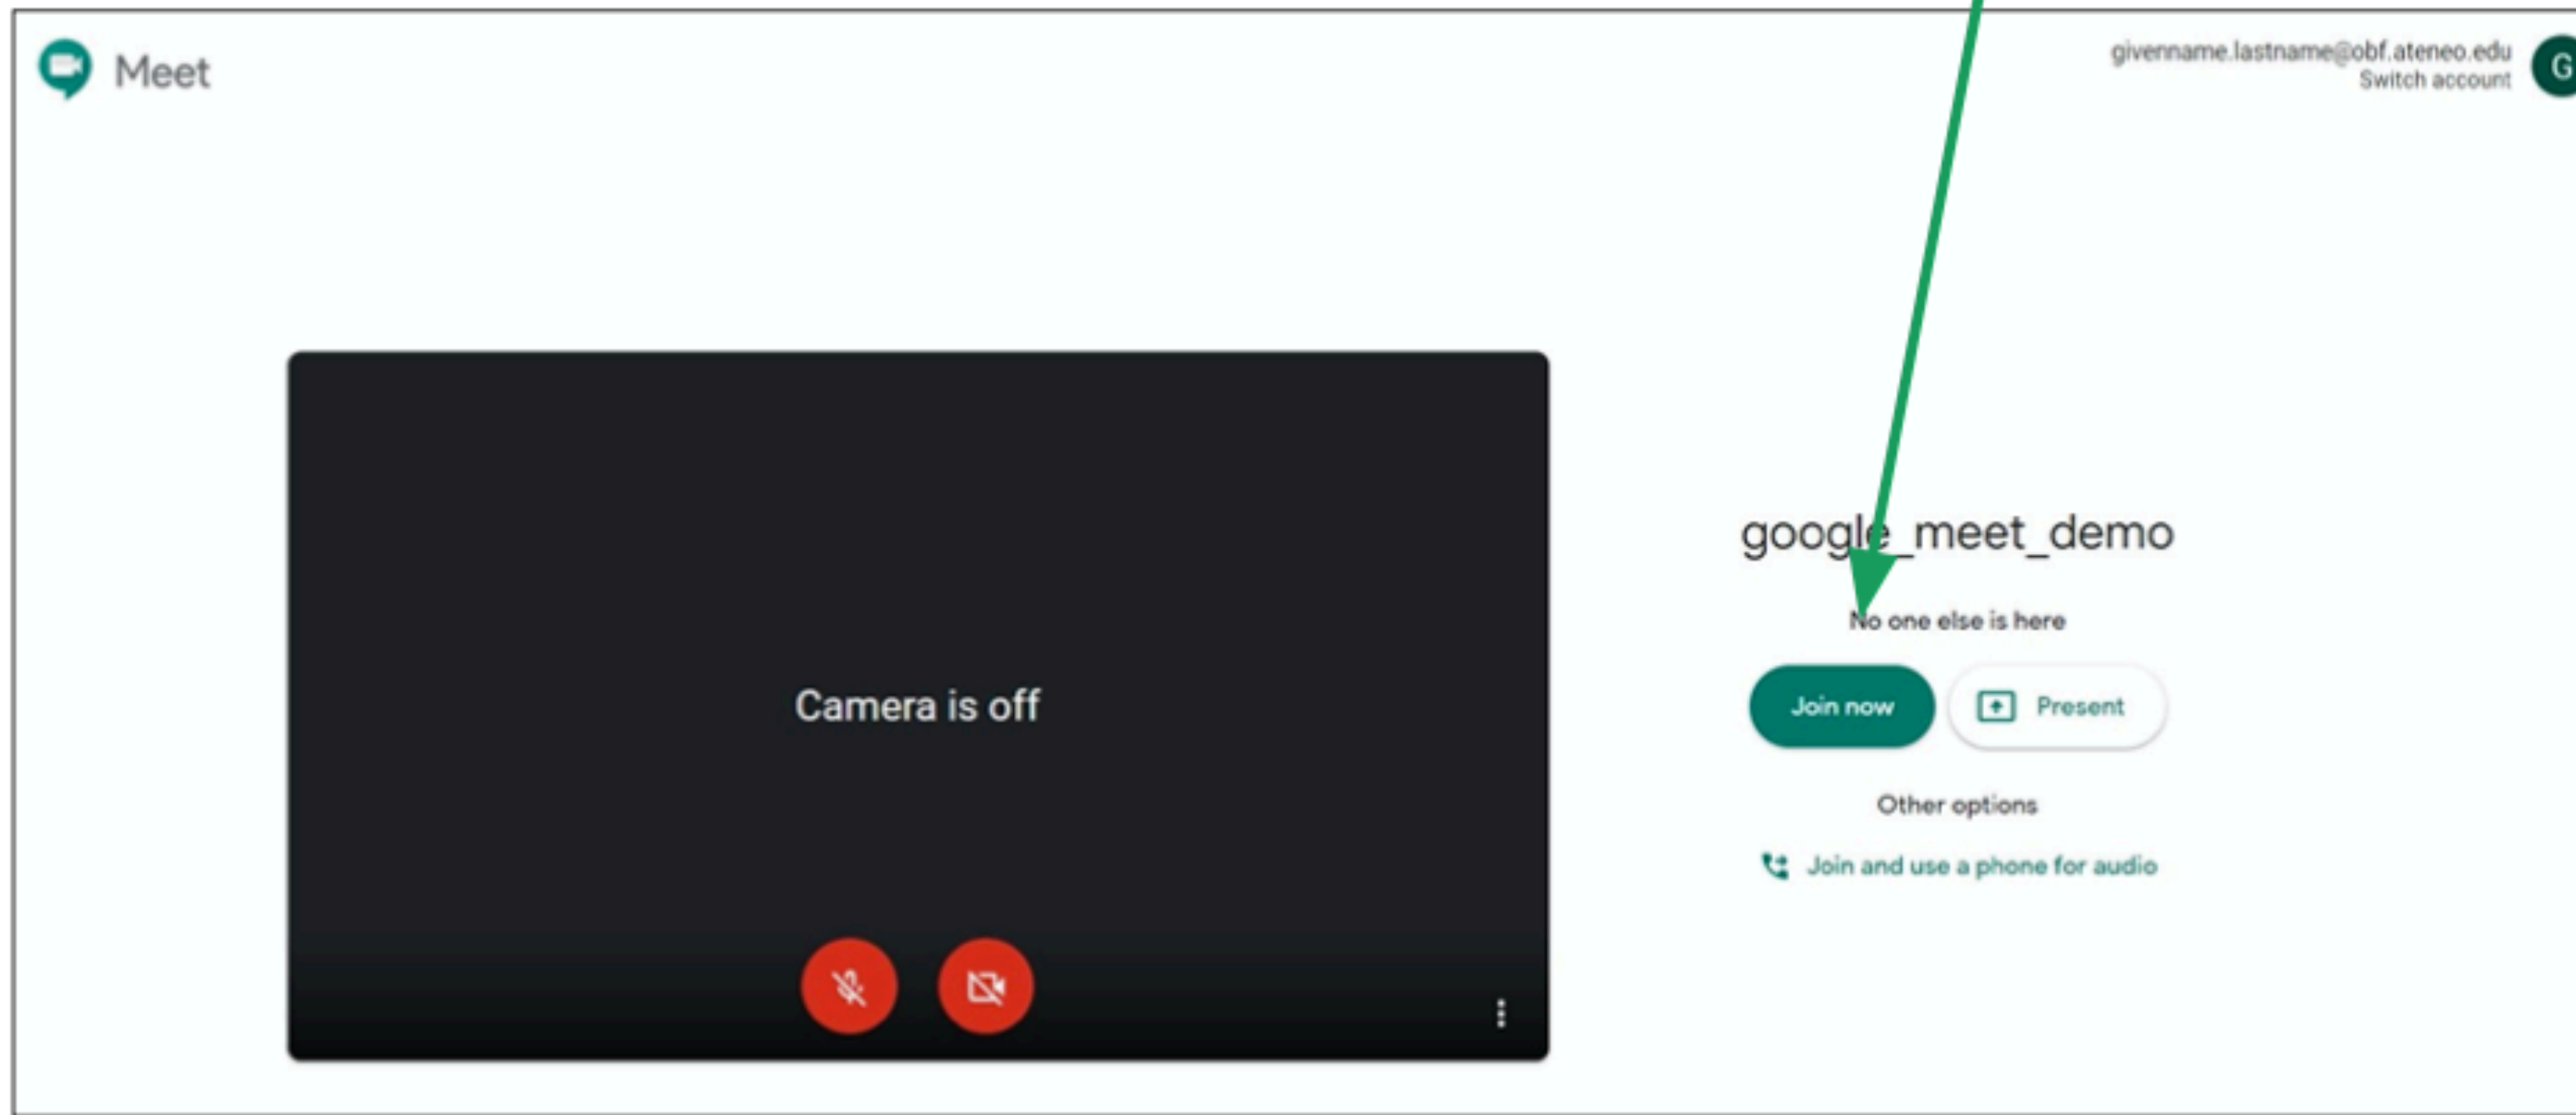 Meet
givenname.lastname@obf.ateneo.edu
Switch account
G
Camera is off
google_meet_demo
No one else is here
Join now
Present
Other options
Join and use a phone for audio